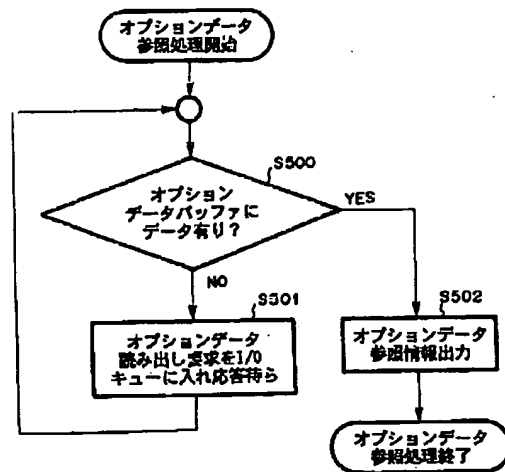 オプションデータ
参照処理開始
S500
オプション
データバッファに
データ有り？
YES
NO
S501
オプションデータ
読み出し要求をI/O
キューに入れ応答待ち
S502
オプションデータ
参照情報出力
オプションデータ
参照処理終了